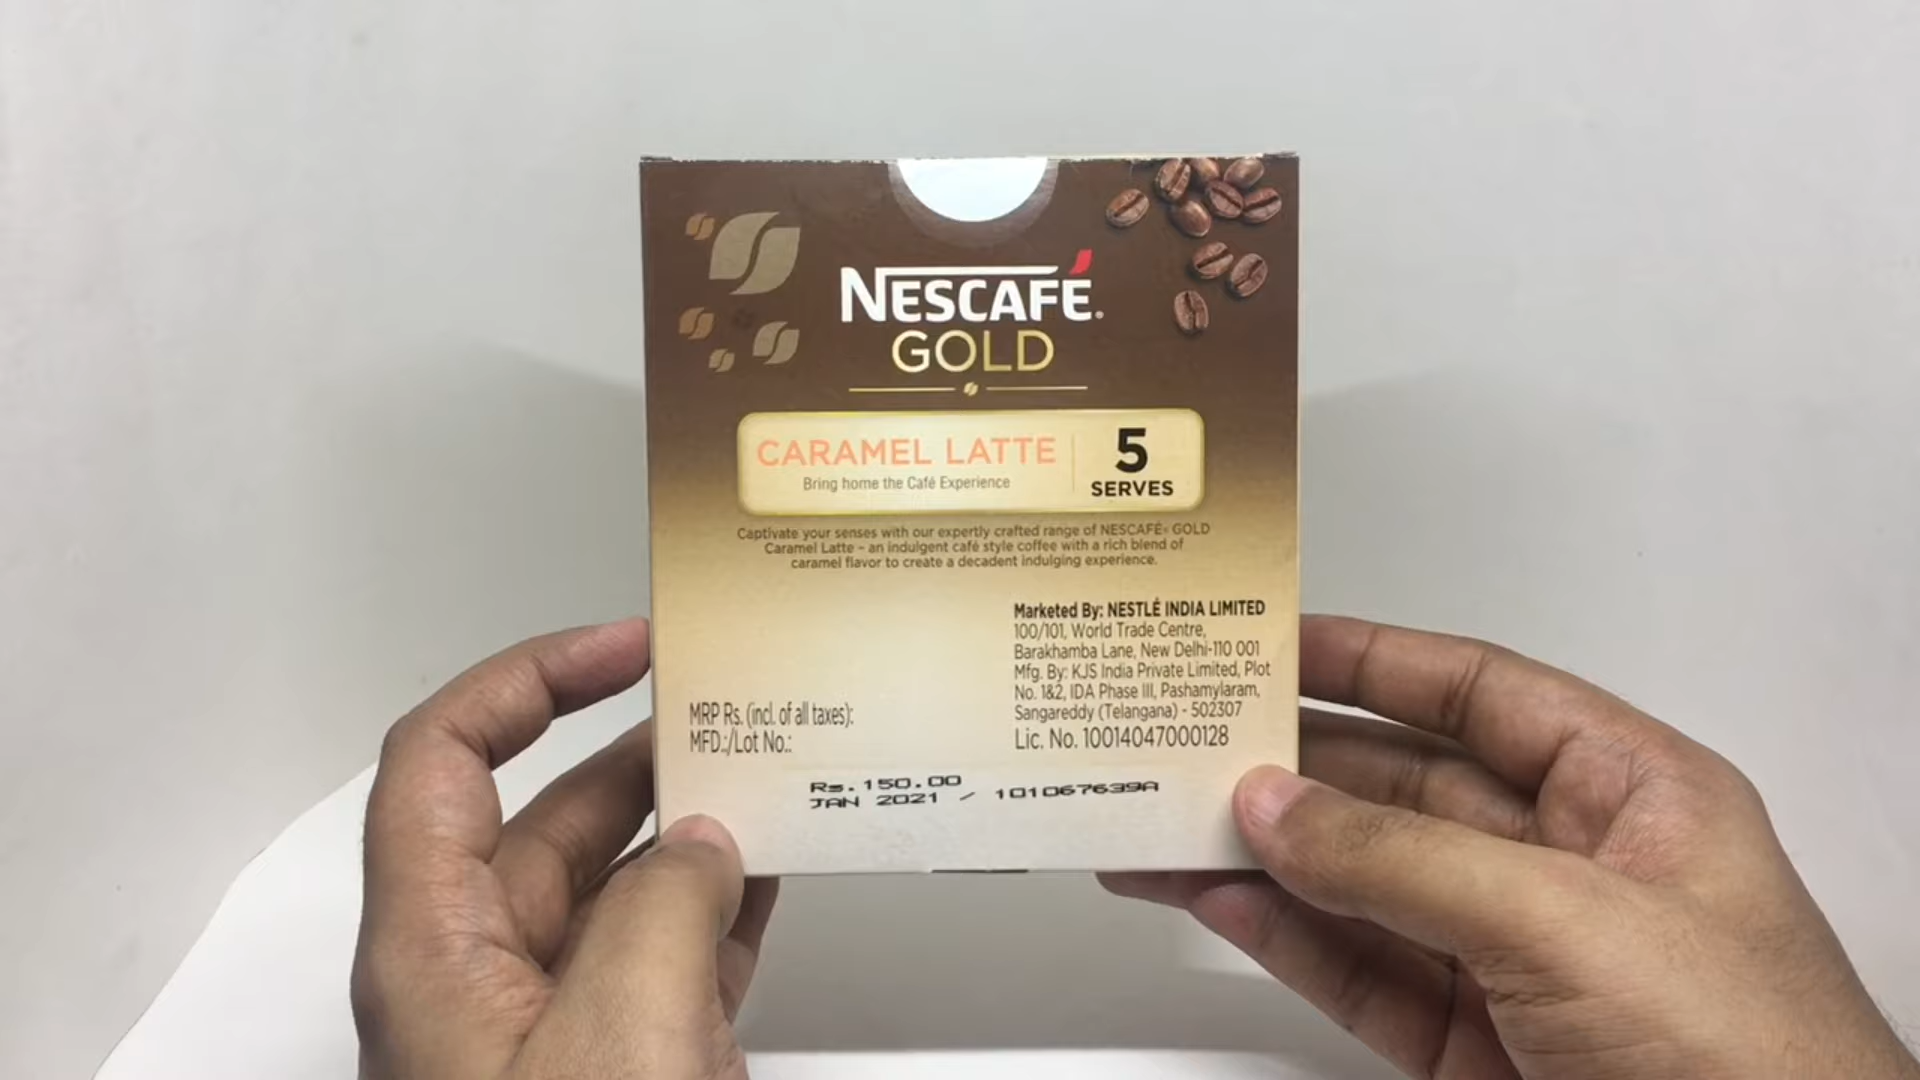 NESCAFÉ®
GOLD
CARAMEL LATTE
Bring home the Café Experience
5
SERVES
Captivate your senses with our expertly crafted range of NESCAFÉ® GOLD
Caramel Latte - an indulgent café style coffee with a rich blend of
caramel flavor to create a decadent indulging experience.
Marketed By: NESTLÉ INDIA LIMITED
100/101, World Trade Centre,
Barakhamba Lane, New Delhi-110 001
Mfg. By: KJS India Private Limited, Plot
No. 1&2, IDA Phase III, Pashamylaram,
Sangareddy (Telangana) - 502307
Lic. No. 10014047000128
MRP Rs. (incl. of all taxes):
MFD.:/Lot No.:
Rs.150.00
JAN 2021 / 101067639A